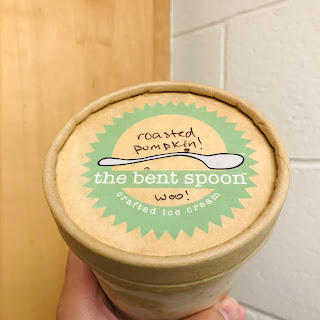 roasted
pumpkin!
the bent spoon
woo!
crafted ice cream